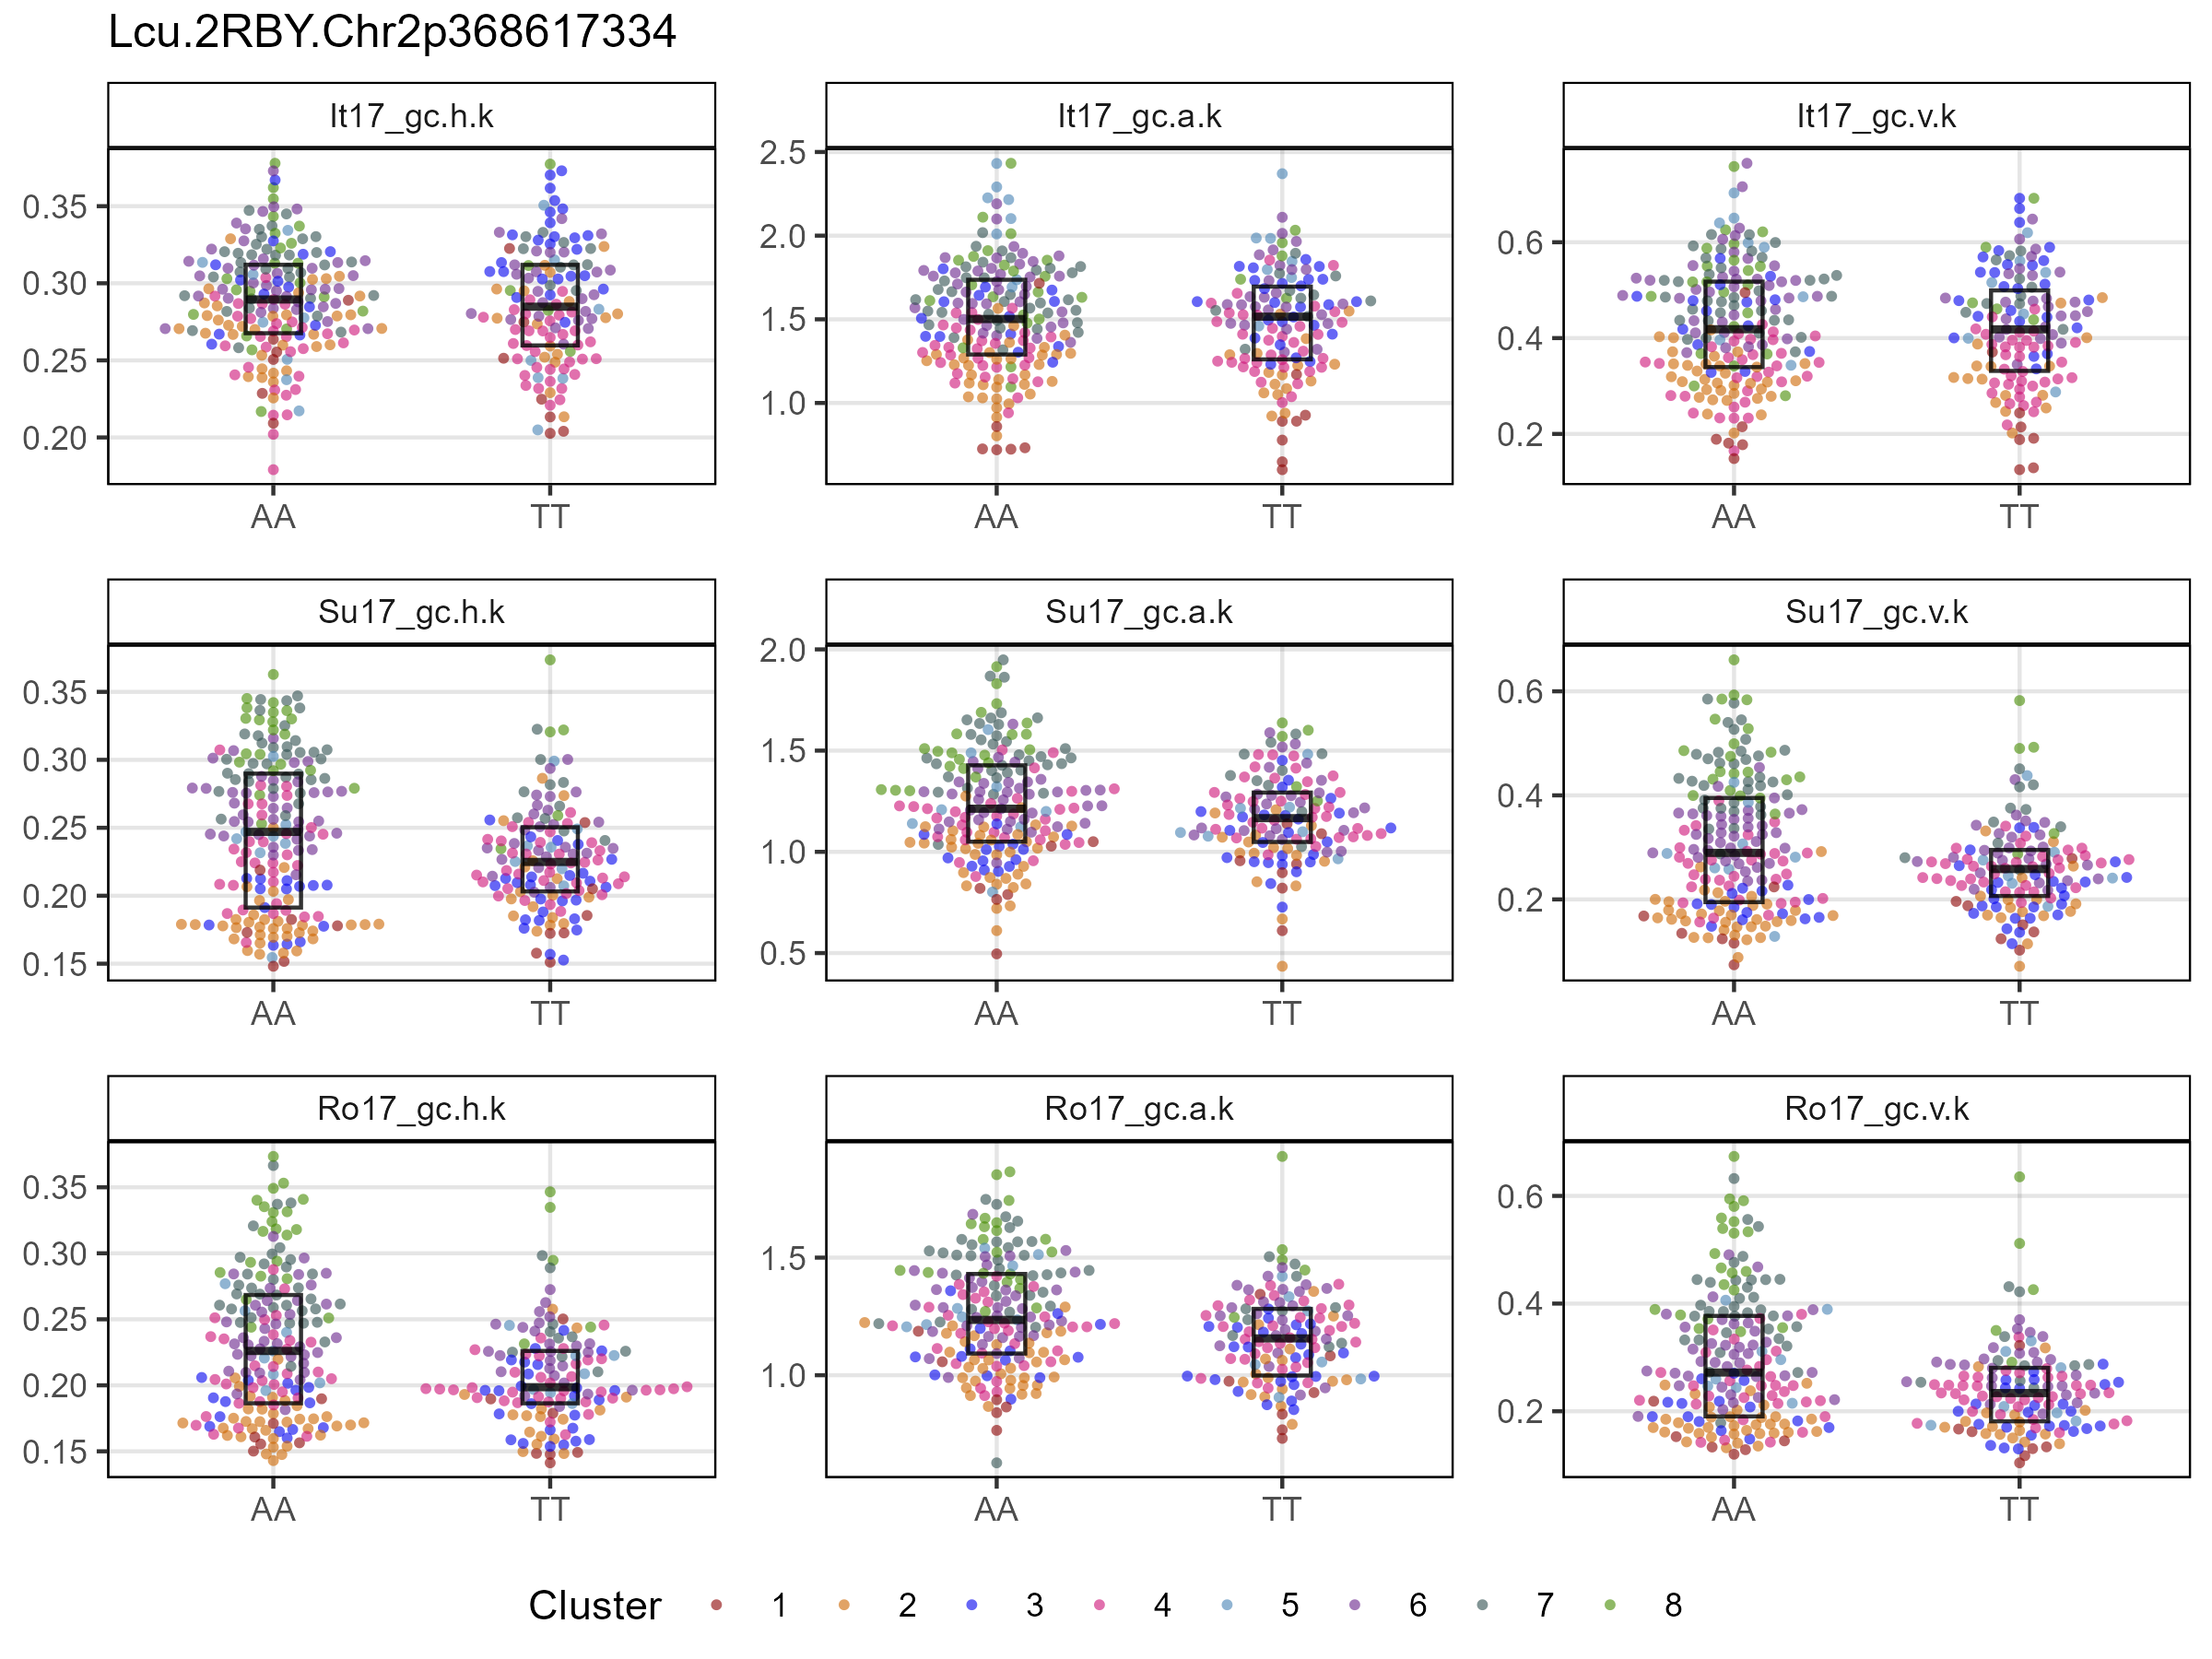 Lcu.2RBY.Chr2p368617334
It17_gc.h.k
It17_gc.a.k
It17_gc.v.k
0.35
0.30
0.25
0.20
AA
TT
2.5
2.0
1.5
1.0
AA
TT
0.6
0.4
0.2
AA
TT
Su17_gc.h.k
Su17_gc.a.k
Su17_gc.v.k
0.35
0.30
0.25
0.20
0.15
AA
TT
2.0
1.5
1.0
0.5
AA
TT
0.6
0.4
0.2
AA
TT
Ro17_gc.h.k
Ro17_gc.a.k
Ro17_gc.v.k
0.35
0.30
0.25
0.20
0.15
AA
TT
1.5
1.0
AA
TT
0.6
0.4
0.2
AA
TT
Cluster 1 2 3 4 5 6 7 8